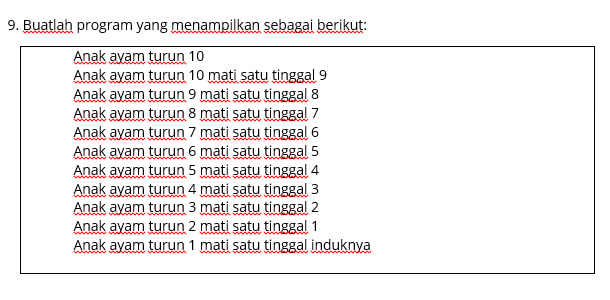 9. Buatlah program yang menampilkan sebagai berikut:
Anak ayam turun 10
Anak ayam turun 10 mati satu tinggal 9
Anak ayam turun 9 mati satu tinggal 8
Anak ayam turun 8 mati satu tinggal 7
Anak ayam turun 7 mati satu tinggal 6
Anak ayam turun 6 mati satu tinggal 5
Anak ayam turun 5 mati satu tinggal 4
Anak ayam turun 4 mati satu tinggal 3
Anak ayam turun 3 mati satu tinggal 2
Anak ayam turun 2 mati satu tinggal 1
Anak ayam turun 1 mati satu tinggal induknya